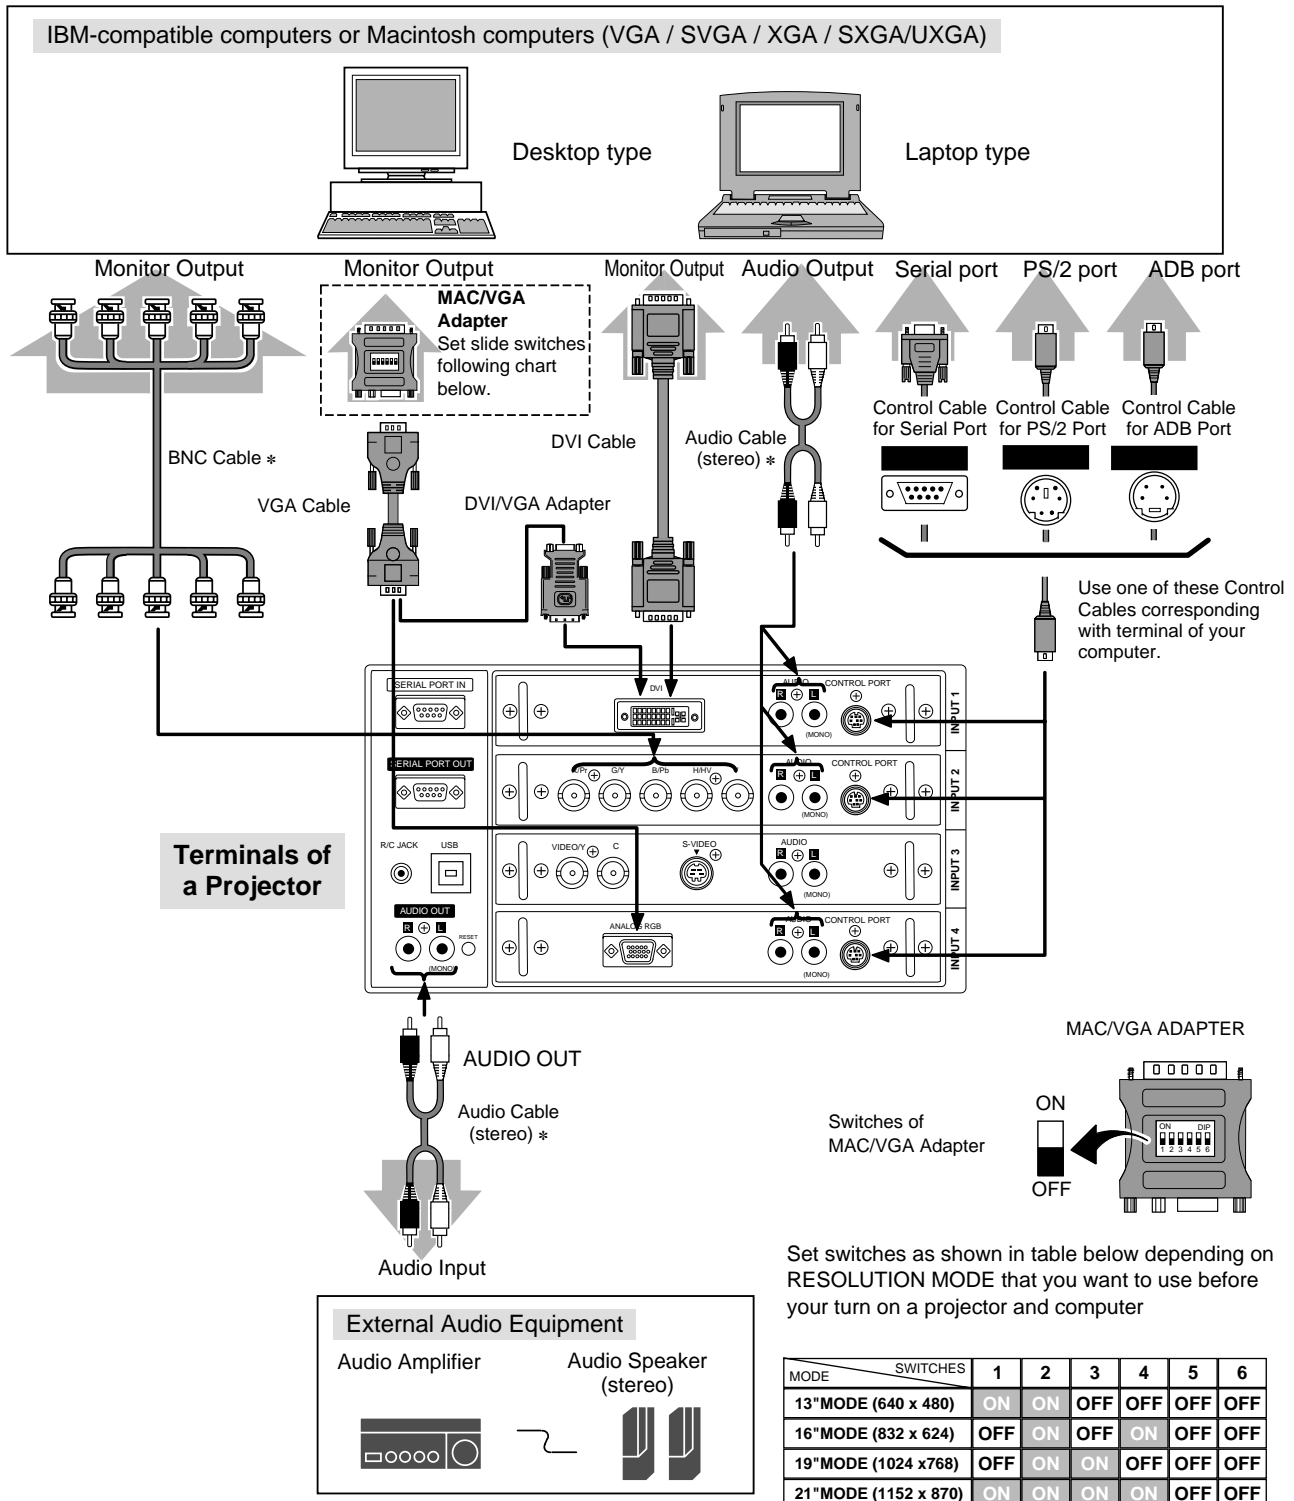 IBM-compatible computers or Macintosh computers (VGA / SVGA / XGA / SXGA/UXGA)
Desktop type
Laptop type
Monitor Output
Monitor Output
Monitor Output
Audio Output
Serial port
PS/2 port
ADB port
MAC/VGA
Adapter
Set slide switches
following chart
below.
Control Cable
for Serial Port
Control Cable
for PS/2 Port
Control Cable
for ADB Port
BNC Cable *
VGA Cable
DVI/VGA Adapter
DVI Cable
Audio Cable
(stereo) *
Use one of these Control
Cables corresponding
with terminal of your
computer.
Terminals of
a Projector
SERIAL PORT IN
SERIAL PORT OUT
R/C JACK
USB
AUDIO OUT
R
L
(MONO)
RESET
DVI
AUDIO
R
L
(MONO)
CONTROL PORT
INPUT 1
G/Y
B/Pb
H/HV
V
AUDIO
R
L
(MONO)
CONTROL PORT
INPUT 2
VIDEO/Y
C
S-VIDEO
AUDIO
R
L
(MONO)
INPUT 3
ANALOG RGB
AUDIO
R
L
(MONO)
CONTROL PORT
INPUT 4
AUDIO OUT
Audio Cable
(stereo) *
Audio Input
External Audio Equipment
Audio Amplifier
Audio Speaker
(stereo)
MAC/VGA ADAPTER
Switches of
MAC/VGA Adapter
ON
OFF
ON DIP
1 2 3 4 5 6
Set switches as shown in table below depending on
RESOLUTION MODE that you want to use before
your turn on a projector and computer
MODE SWITCHES 1 2 3 4 5 6
13"MODE (640 x 480) ON ON OFF OFF OFF OFF
16"MODE (832 x 624) OFF ON OFF ON OFF OFF
19"MODE (1024 x768) OFF ON ON OFF OFF OFF
21"MODE (1152 x 870) ON ON ON ON OFF OFF